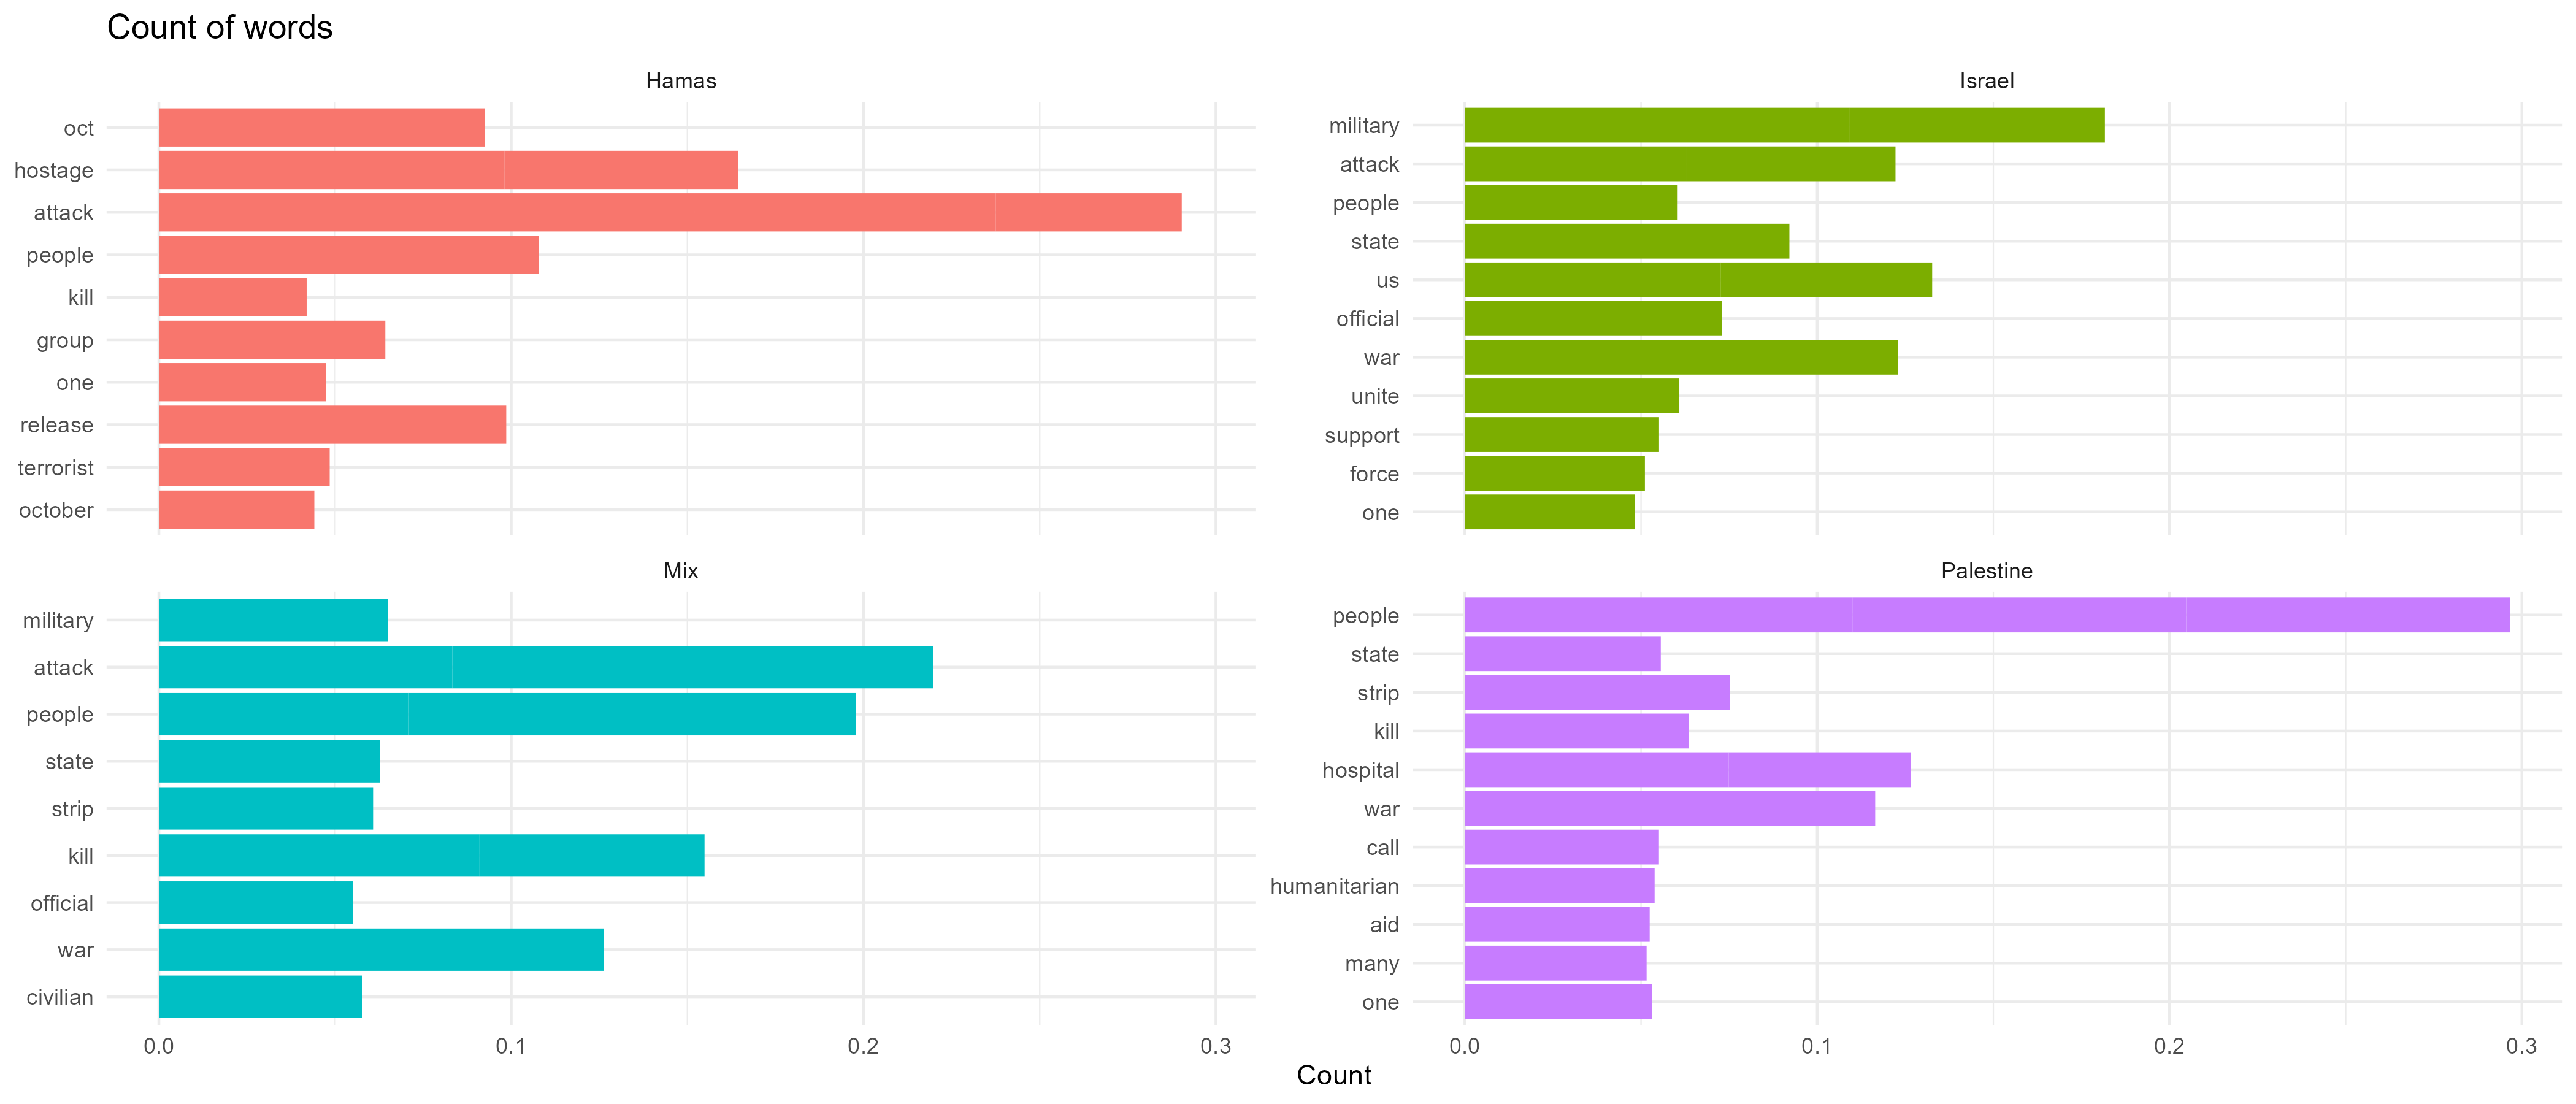 Count of words
Hamas
oct
hostage
attack
people
kill
group
one
release
terrorist
october
Israel
military
attack
people
state
us
official
war
unite
support
force
one
Mix
military
attack
people
state
strip
kill
official
war
civilian
0.0 0.1 0.2 0.3
Palestine
people
state
strip
kill
hospital
war
call
humanitarian
aid
many
one
0.0 0.1 0.2 0.3
Count